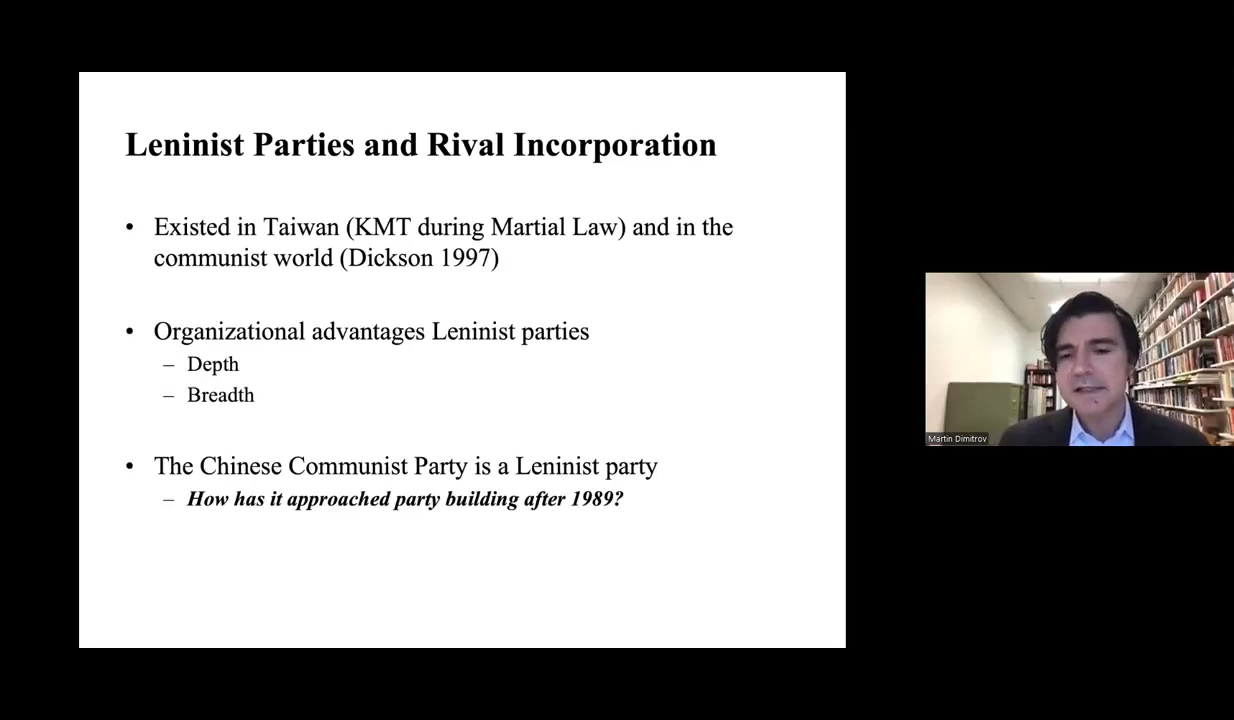 Leninist Parties and Rival Incorporation
• Existed in Taiwan (KMT during Martial Law) and in the
communist world (Dickson 1997)
• Organizational advantages Leninist parties
– Depth
– Breadth
• The Chinese Communist Party is a Leninist party
– How has it approached party building after 1989?
Martin Dimitrov